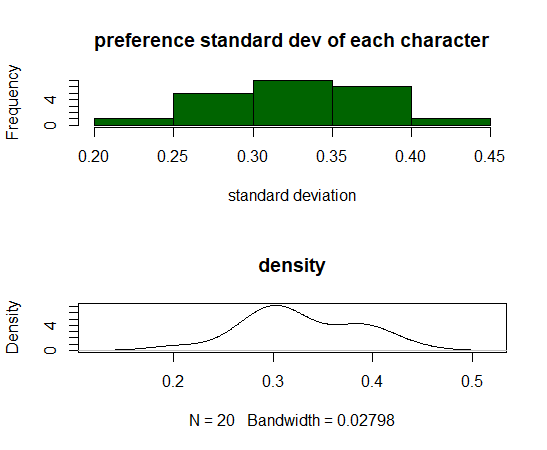 preference standard dev of each character
Frequency
0 4
0.20 0.25 0.30 0.35 0.40 0.45
standard deviation
density
Density
0 4
0.2 0.3 0.4 0.5
N = 20 Bandwidth = 0.02798